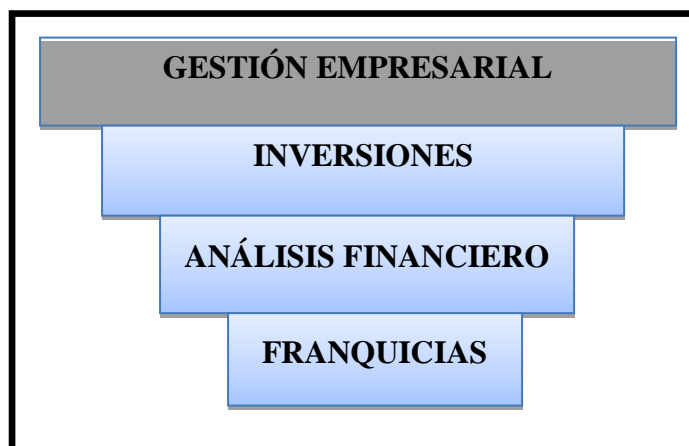 GESTIÓN EMPRESARIAL
INVERSIONES
ANÁLISIS FINANCIERO
FRANQUICIAS